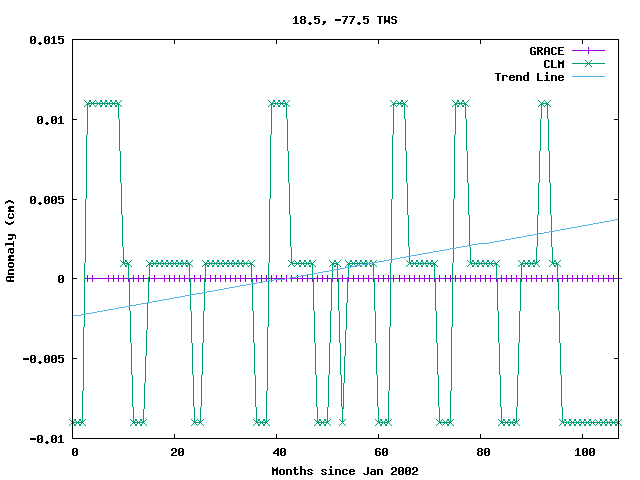 18.5, -77.5 TWS
0.015
0.01
0.005
0
-0.005
-0.01
Anomaly (cm)
GRACE
CLM
Trend Line
0 20 40 60 80 100
Months since Jan 2002